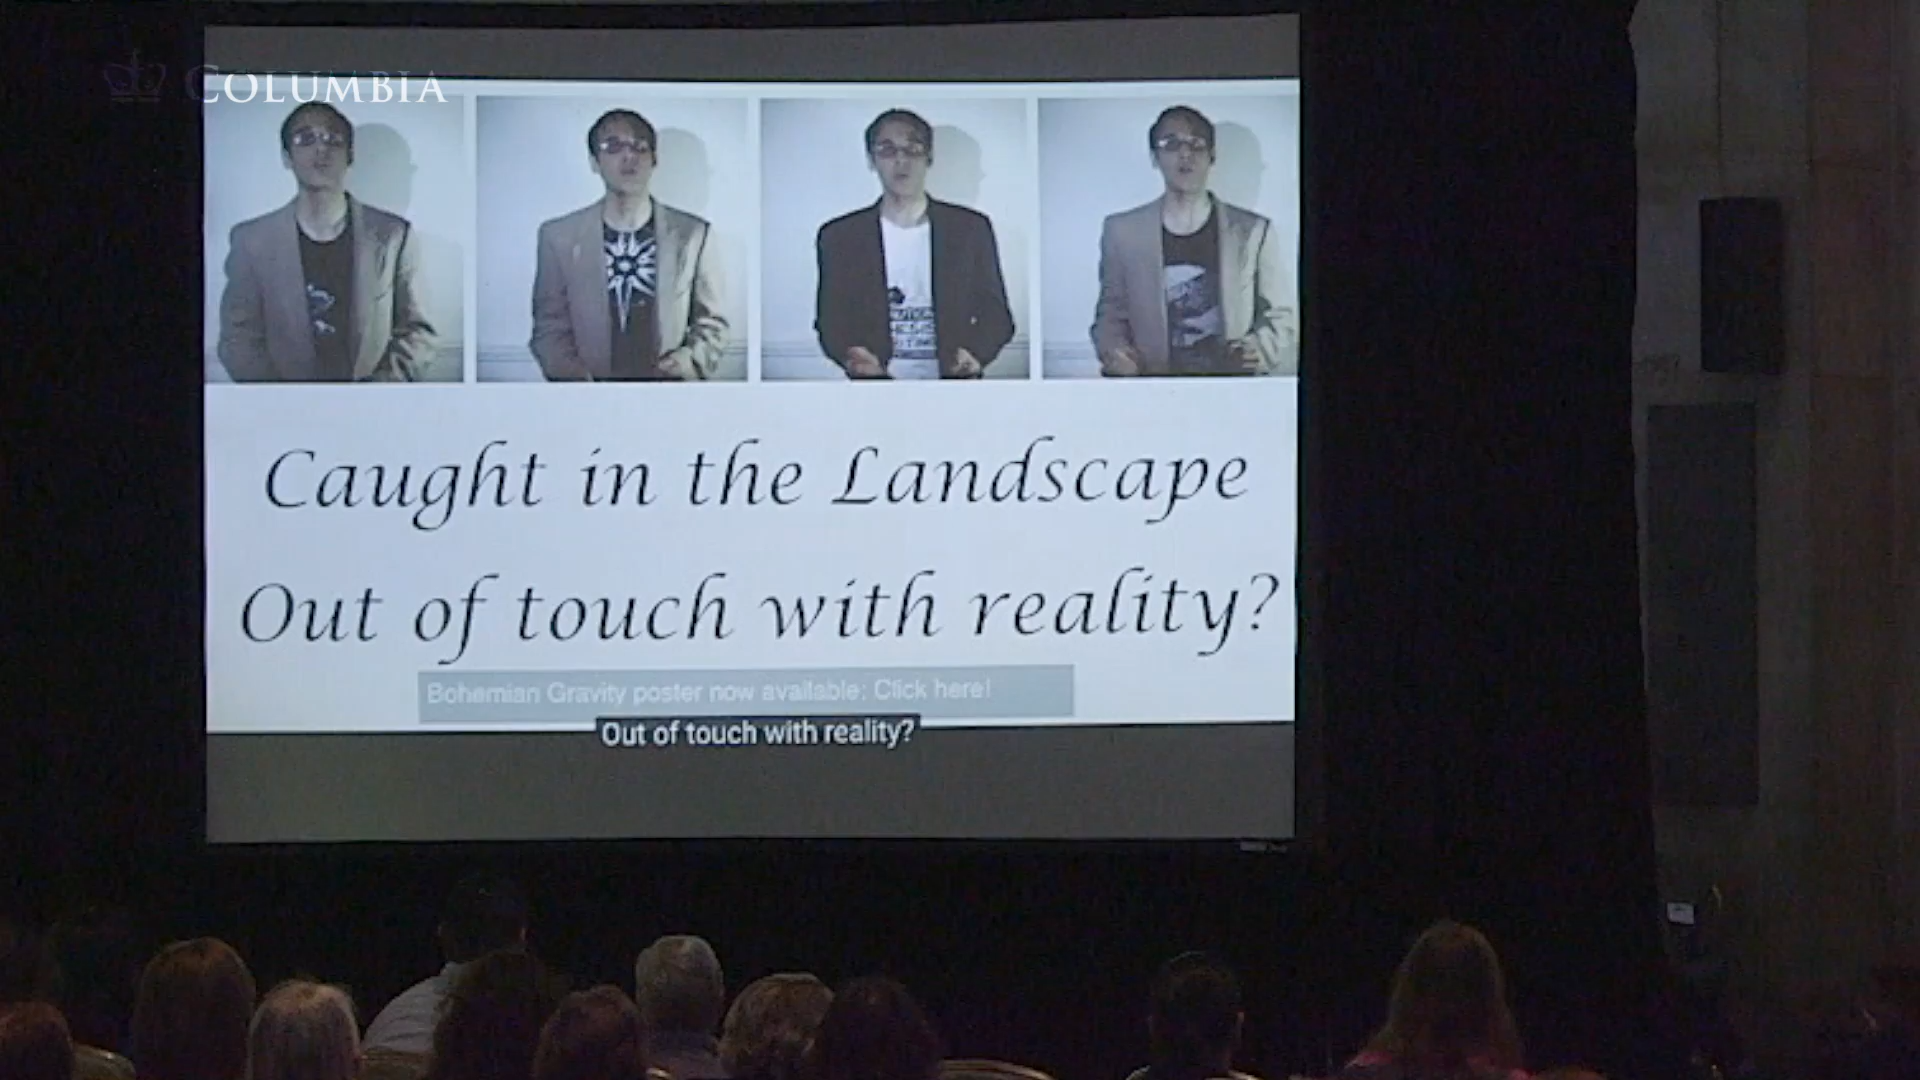 COLUMBIA
Caught in the Landscape
Out of touch with reality?
Bohemian Gravity poster now available: Click here!
Out of touch with reality?